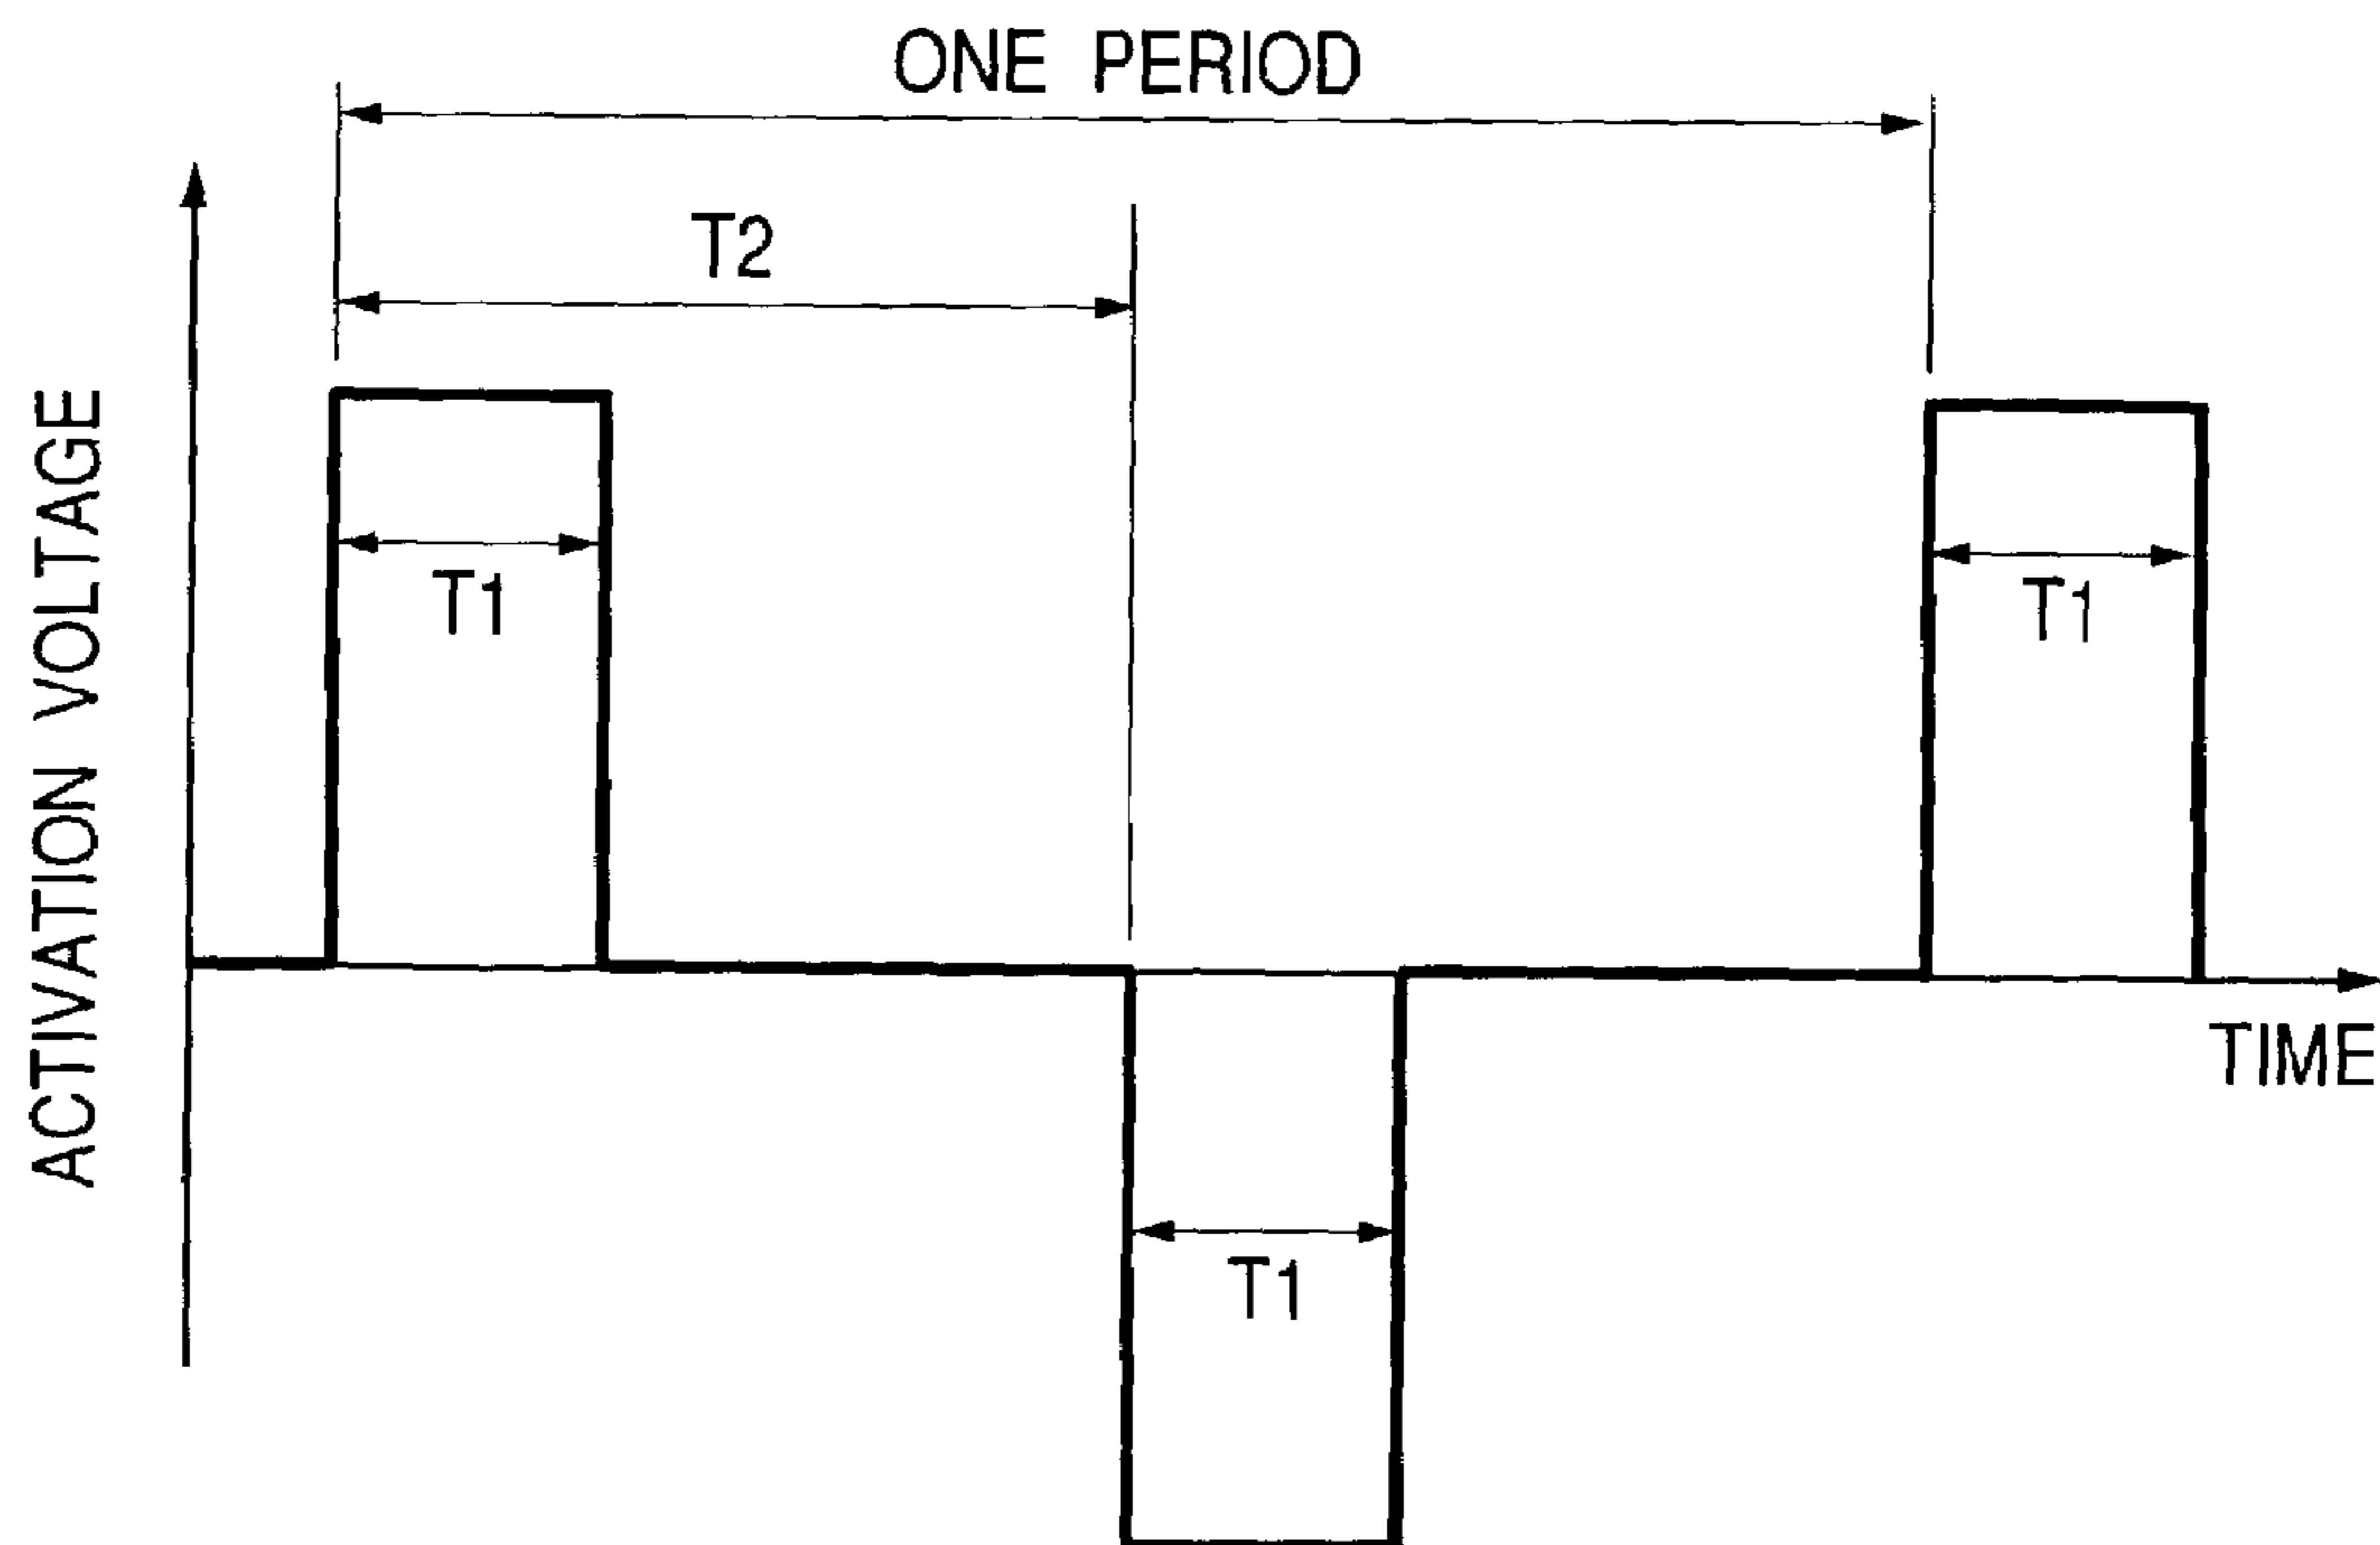 ONE PERIOD
T2
ACTIVATION VOLTAGE
T1
T1
TIME
T1